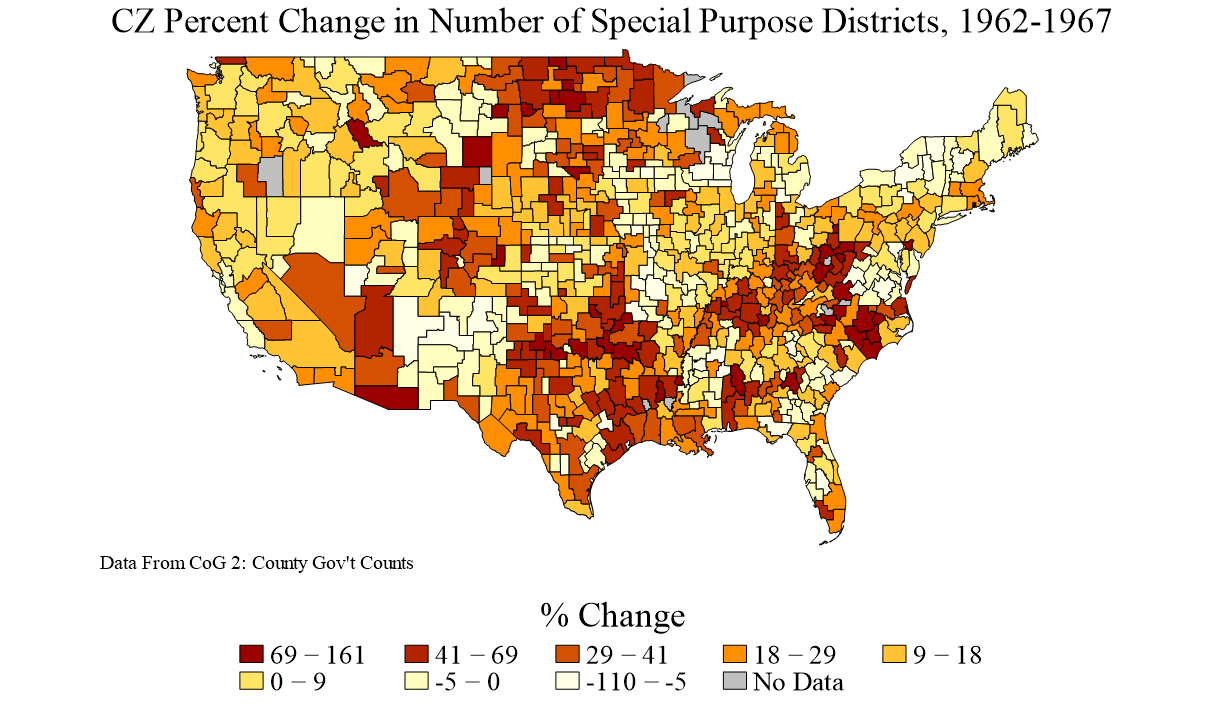 CZ Percent Change in Number of Special Purpose Districts, 1962-1967
Data From CoG 2: County Gov't Counts
% Change
69 − 161 41 − 69 29 − 41 18 − 29 9 − 18
0 − 9 -5 − 0 -110 − -5 No Data